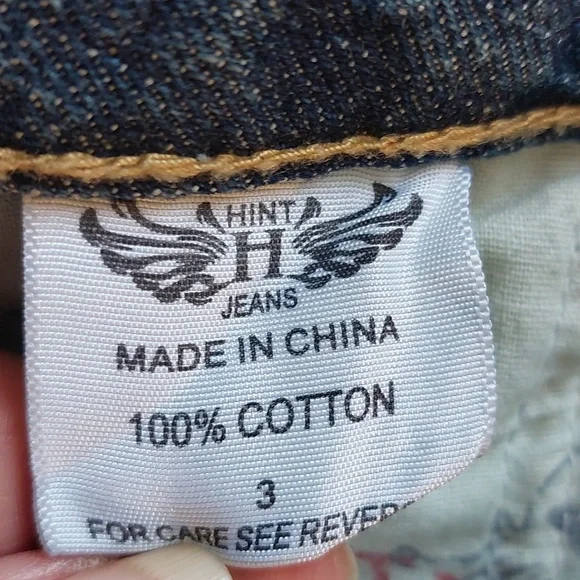 HINT
H
JEANS
MADE IN CHINA
100% COTTON
3
FOR CARE SEE REVER